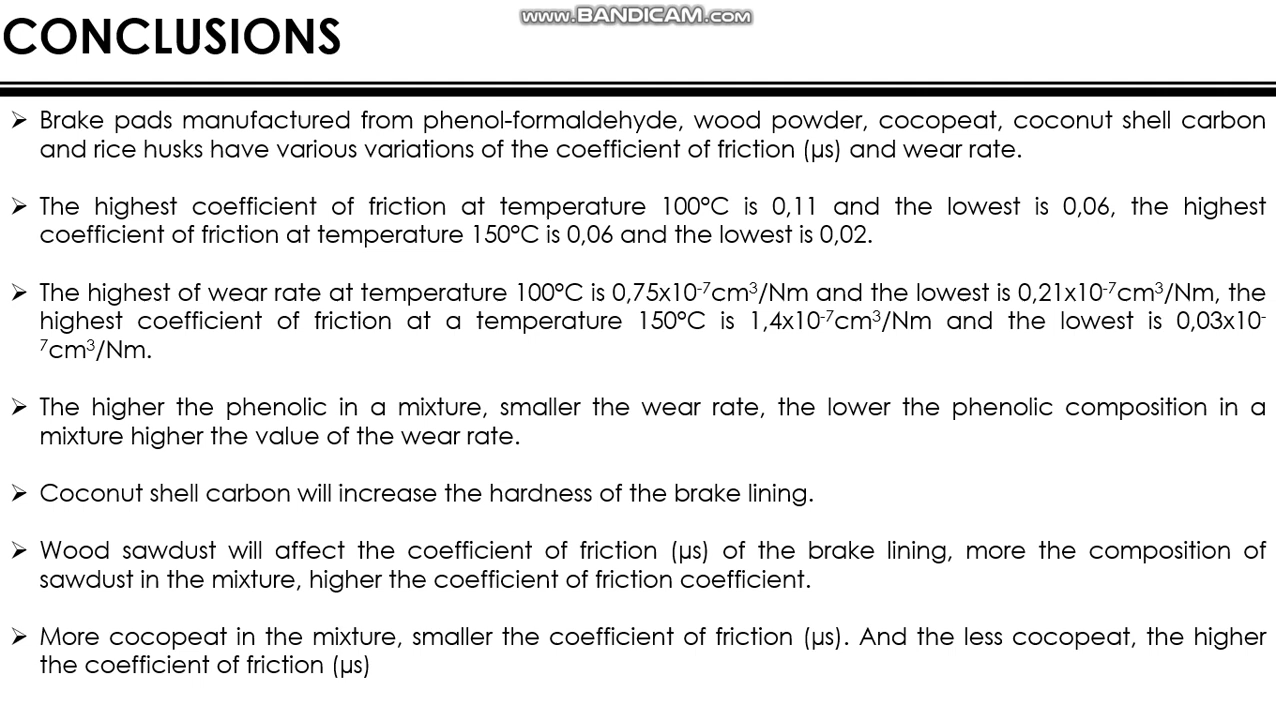 www.BANDICAM.com
CONCLUSIONS
➢ Brake pads manufactured from phenol-formaldehyde, wood powder, cocopeat, coconut shell carbon
and rice husks have various variations of the coefficient of friction (µs) and wear rate.
➢ The highest coefficient of friction at temperature 100°C is 0,11 and the lowest is 0,06, the highest
coefficient of friction at temperature 150°C is 0,06 and the lowest is 0,02.
➢ The highest of wear rate at temperature 100°C is 0,75x10⁻⁷cm³/Nm and the lowest is 0,21x10⁻⁷cm³/Nm, the
highest coefficient of friction at a temperature 150°C is 1,4x10⁻⁷cm³/Nm and the lowest is 0,03x10⁻
⁷cm³/Nm.
➢ The higher the phenolic in a mixture, smaller the wear rate, the lower the phenolic composition in a
mixture higher the value of the wear rate.
➢ Coconut shell carbon will increase the hardness of the brake lining.
➢ Wood sawdust will affect the coefficient of friction (µs) of the brake lining, more the composition of
sawdust in the mixture, higher the coefficient of friction coefficient.
➢ More cocopeat in the mixture, smaller the coefficient of friction (µs). And the less cocopeat, the higher
the coefficient of friction (µs)